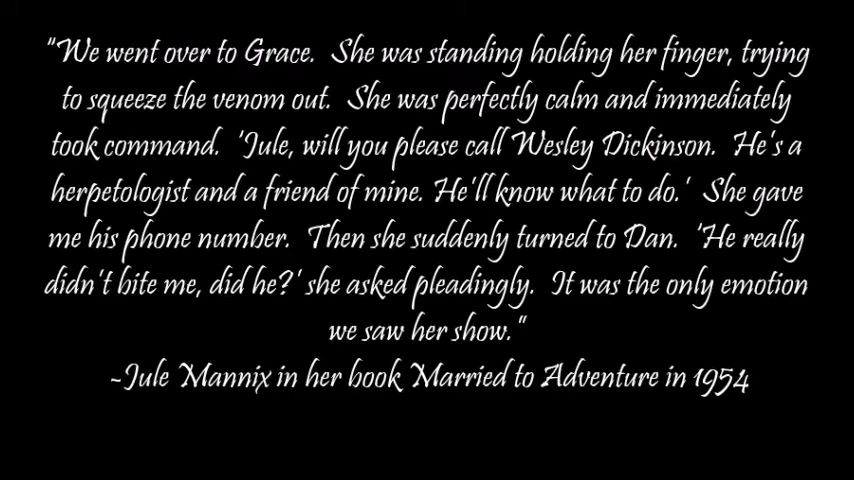 "We went over to Grace. She was standing holding her finger, trying
to squeeze the venom out. She was perfectly calm and immediately
took command. 'Jule, will you please call Wesley Dickinson. He's a
herpetologist and a friend of mine. He'll know what to do.' She gave
me his phone number. Then she suddenly turned to Dan. 'He really
didn't bite me, did he?' she asked pleadingly. It was the only emotion
we saw her show."
~Jule Mannix in her book Married to Adventure in 1954